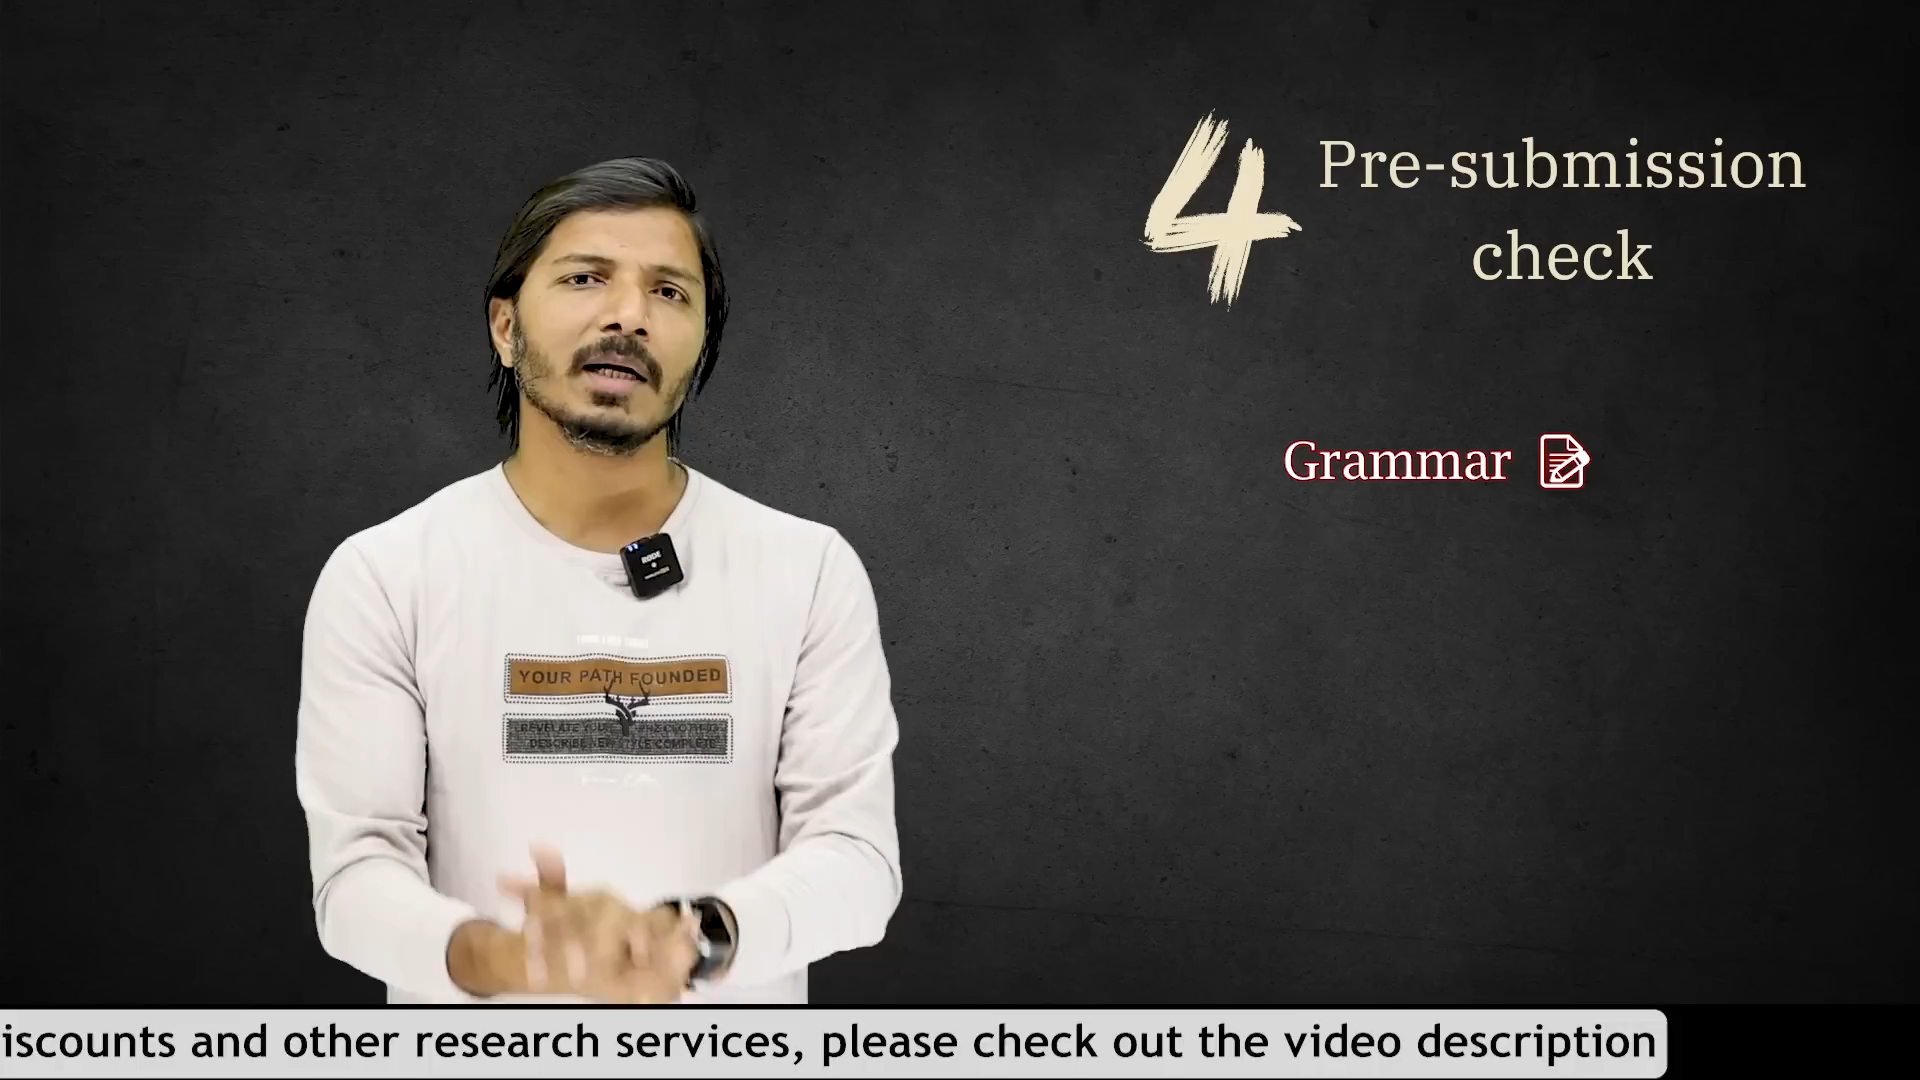 4
Pre-submission
check
Grammar
RODE
YOUR PATH FOUNDED
iscounts and other research services, please check out the video description